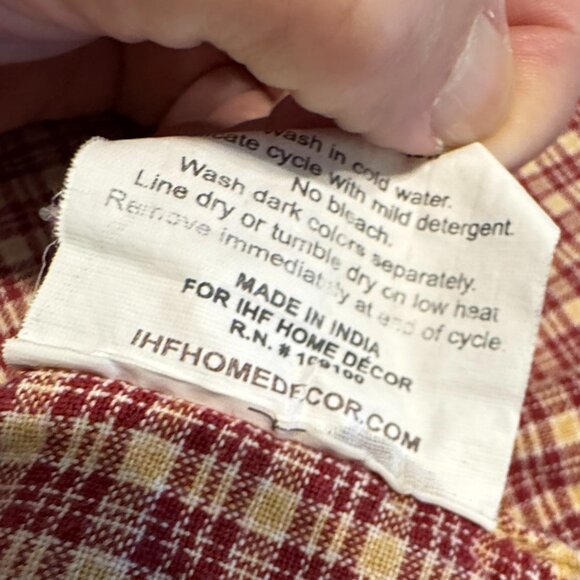 Wash in cold water.
cate cycle with mild detergent.
No bleach.
Wash dark colors separately.
Line dry or tumble dry on low heat
Remove immediately at end of cycle.
MADE IN INDIA
FOR IHF HOME DÉCOR
R.N. #
IHFHOMEDECOR.COM